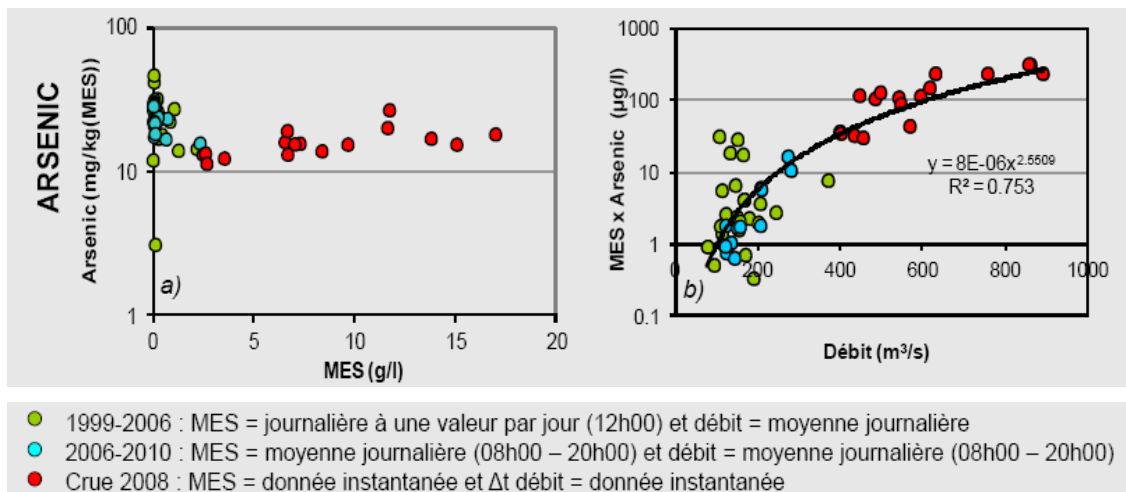 ARSENIC
Arsenic (mg/kg(MES))
100
10
1
a)
0
5
10
15
20
MES (g/l)
MES x Arsenic (µg/l)
1000
100
10
1
0.1
y = 8E-06x^2.5509
R² = 0.753
b)
0
200
400
600
800
1000
Débit (m³/s)
1999-2006 : MES = journalière à une valeur par jour (12h00) et débit = moyenne journalière
2006-2010 : MES = moyenne journalière (08h00 – 20h00) et débit = moyenne journalière (08h00 – 20h00)
Crue 2008 : MES = donnée instantanée et Δt débit = donnée instantanée